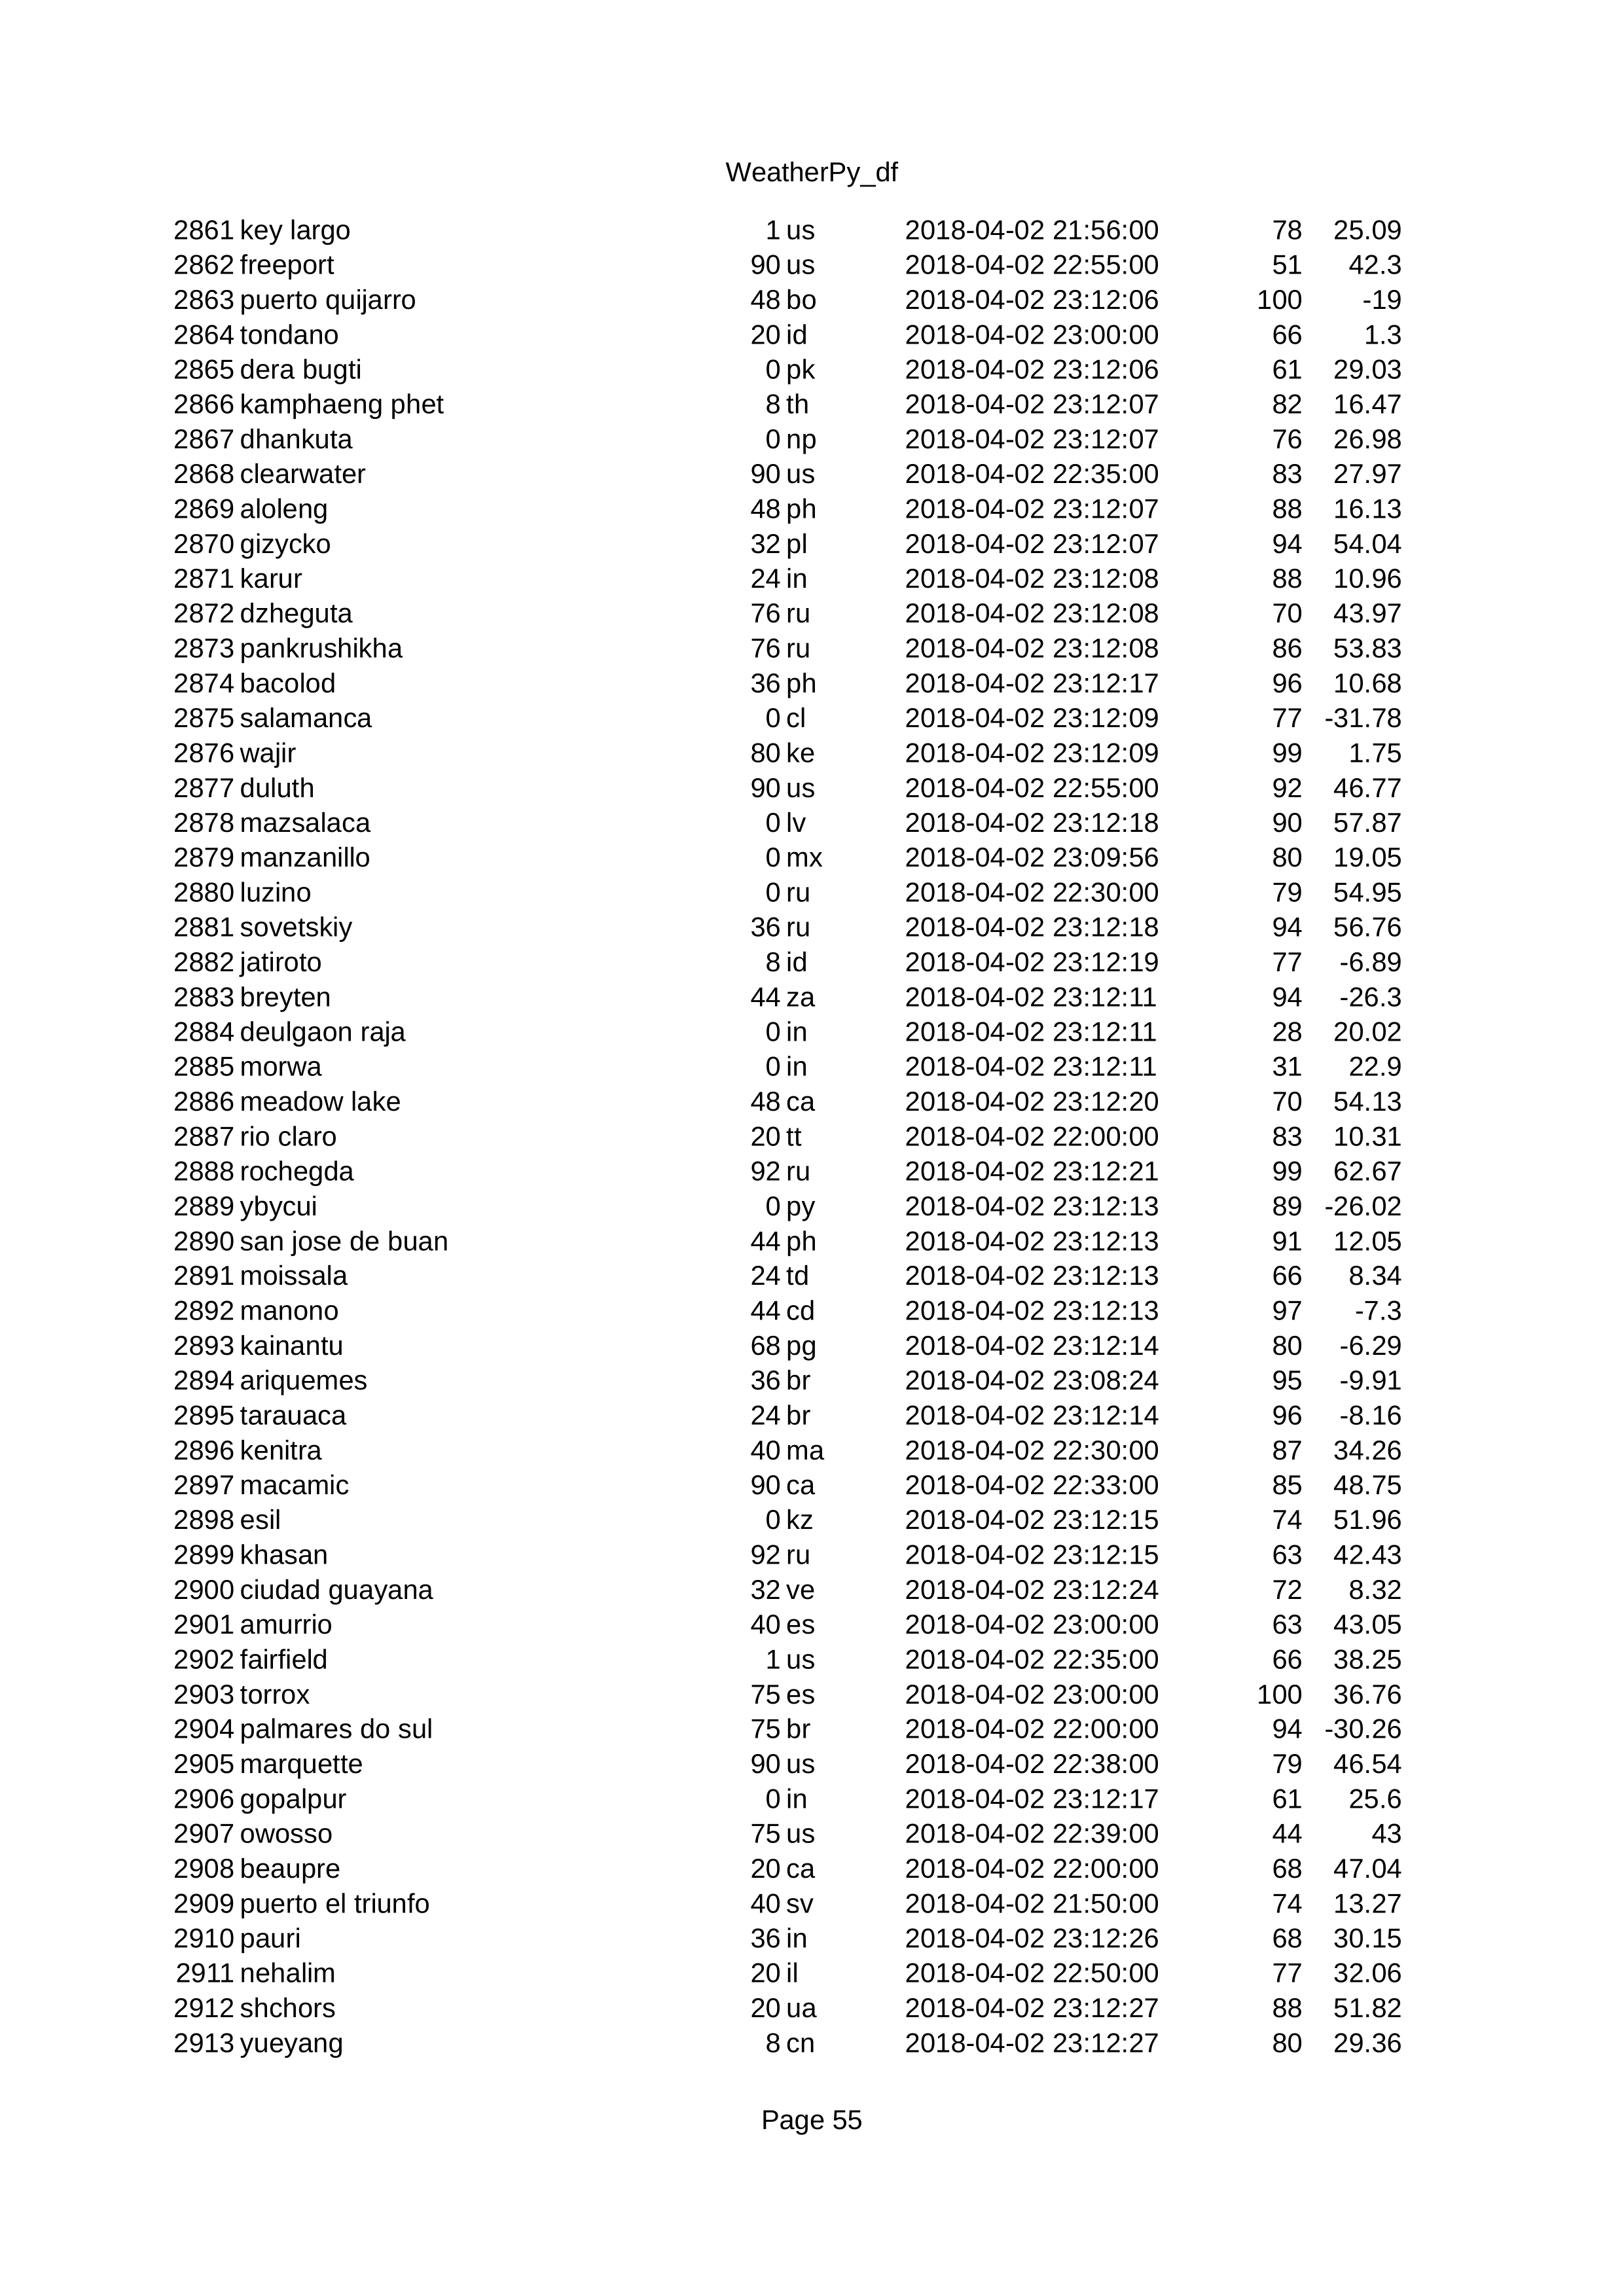 WeatherPy_df
2861 key largo 1 us 2018-04-02 21:56:00 78 25.09
2862 freeport 90 us 2018-04-02 22:55:00 51 42.3
2863 puerto quijarro 48 bo 2018-04-02 23:12:06 100 -19
2864 tondano 20 id 2018-04-02 23:00:00 66 1.3
2865 dera bugti 0 pk 2018-04-02 23:12:06 61 29.03
2866 kamphaeng phet 8 th 2018-04-02 23:12:07 82 16.47
2867 dhankuta 0 np 2018-04-02 23:12:07 76 26.98
2868 clearwater 90 us 2018-04-02 22:35:00 83 27.97
2869 aloleng 48 ph 2018-04-02 23:12:07 88 16.13
2870 gizycko 32 pl 2018-04-02 23:12:07 94 54.04
2871 karur 24 in 2018-04-02 23:12:08 88 10.96
2872 dzheguta 76 ru 2018-04-02 23:12:08 70 43.97
2873 pankrushikha 76 ru 2018-04-02 23:12:08 86 53.83
2874 bacolod 36 ph 2018-04-02 23:12:17 96 10.68
2875 salamanca 0 cl 2018-04-02 23:12:09 77 -31.78
2876 wajir 80 ke 2018-04-02 23:12:09 99 1.75
2877 duluth 90 us 2018-04-02 22:55:00 92 46.77
2878 mazsalaca 0 lv 2018-04-02 23:12:18 90 57.87
2879 manzanillo 0 mx 2018-04-02 23:09:56 80 19.05
2880 luzino 0 ru 2018-04-02 22:30:00 79 54.95
2881 sovetskiy 36 ru 2018-04-02 23:12:18 94 56.76
2882 jatiroto 8 id 2018-04-02 23:12:19 77 -6.89
2883 breyten 44 za 2018-04-02 23:12:11 94 -26.3
2884 deulgaon raja 0 in 2018-04-02 23:12:11 28 20.02
2885 morwa 0 in 2018-04-02 23:12:11 31 22.9
2886 meadow lake 48 ca 2018-04-02 23:12:20 70 54.13
2887 rio claro 20 tt 2018-04-02 22:00:00 83 10.31
2888 rochegda 92 ru 2018-04-02 23:12:21 99 62.67
2889 ybycui 0 py 2018-04-02 23:12:13 89 -26.02
2890 san jose de buan 44 ph 2018-04-02 23:12:13 91 12.05
2891 moissala 24 td 2018-04-02 23:12:13 66 8.34
2892 manono 44 cd 2018-04-02 23:12:13 97 -7.3
2893 kainantu 68 pg 2018-04-02 23:12:14 80 -6.29
2894 ariquemes 36 br 2018-04-02 23:08:24 95 -9.91
2895 tarauaca 24 br 2018-04-02 23:12:14 96 -8.16
2896 kenitra 40 ma 2018-04-02 22:30:00 87 34.26
2897 macamic 90 ca 2018-04-02 22:33:00 85 48.75
2898 esil 0 kz 2018-04-02 23:12:15 74 51.96
2899 khasan 92 ru 2018-04-02 23:12:15 63 42.43
2900 ciudad guayana 32 ve 2018-04-02 23:12:24 72 8.32
2901 amurrio 40 es 2018-04-02 23:00:00 63 43.05
2902 fairfield 1 us 2018-04-02 22:35:00 66 38.25
2903 torrox 75 es 2018-04-02 23:00:00 100 36.76
2904 palmares do sul 75 br 2018-04-02 22:00:00 94 -30.26
2905 marquette 90 us 2018-04-02 22:38:00 79 46.54
2906 gopalpur 0 in 2018-04-02 23:12:17 61 25.6
2907 owosso 75 us 2018-04-02 22:39:00 44 43
2908 beaupre 20 ca 2018-04-02 22:00:00 68 47.04
2909 puerto el triunfo 40 sv 2018-04-02 21:50:00 74 13.27
2910 pauri 36 in 2018-04-02 23:12:26 68 30.15
2911 nehalim 20 il 2018-04-02 22:50:00 77 32.06
2912 shchors 20 ua 2018-04-02 23:12:27 88 51.82
2913 yueyang 8 cn 2018-04-02 23:12:27 80 29.36
Page 55